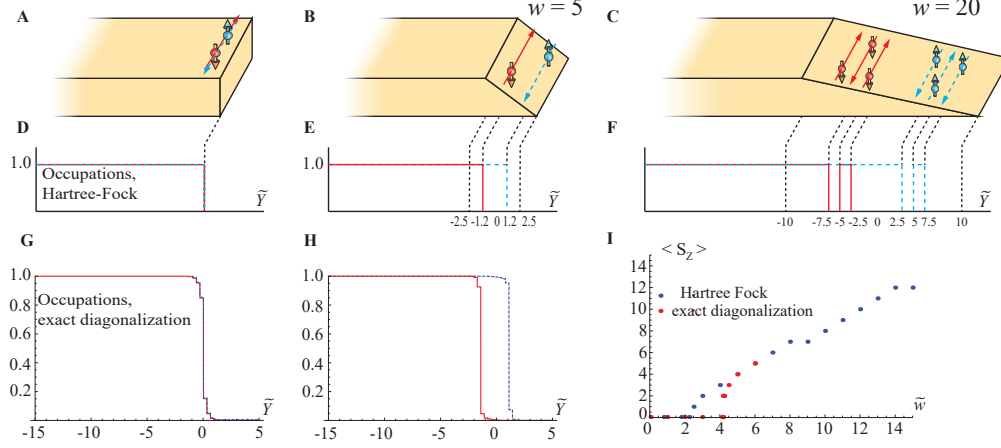 A
B
w = 5
C
w = 20
D
1.0
Occupations,
Hartree-Fock
Ỹ
E
1.0
Ỹ
-2.5 -1.2 0 1.2 2.5
F
Ỹ
-10 -7.5 -5 -2.5 0 2.5 5 7.5 10
G
1.0
0.8
0.6
0.4
0.2
Occupations,
exact diagonalization
Ỹ
-15 -10 -5 0 5
H
1.0
0.8
0.6
0.4
0.2
Ỹ
-15 -10 -5 0 5
I
< S_Z >
14
12
10
8
6
4
2
0
Hartree Fock
exact diagonalization
w̃
0 2 4 6 8 10 12 14